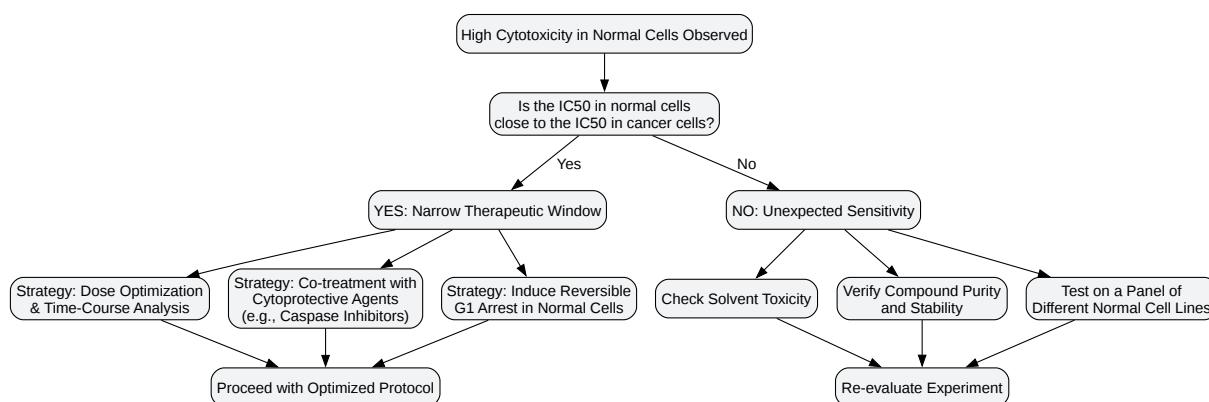 High Cytotoxicity in Normal Cells Observed
Is the IC50 in normal cells
close to the IC50 in cancer cells?
Yes
No
YES: Narrow Therapeutic Window
NO: Unexpected Sensitivity
Strategy: Dose Optimization
& Time-Course Analysis
Strategy: Co-treatment with
Cytoprotective Agents
(e.g., Caspase Inhibitors)
Strategy: Induce Reversible
G1 Arrest in Normal Cells
Check Solvent Toxicity
Verify Compound Purity
and Stability
Test on a Panel of
Different Normal Cell Lines
Proceed with Optimized Protocol
Re-evaluate Experiment